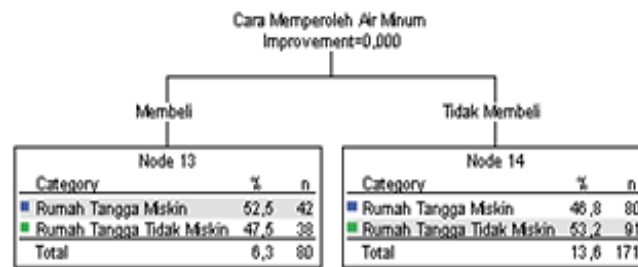 Cara Memperoleh Air Minum
Improvement=0,000
Membeli
Tidak Membeli
Node 13
Category % n
Rumah Tangga Miskin 52,5 42
Rumah Tangga Tidak Miskin 47,5 38
Total 6,3 80
Node 14
Category % n
Rumah Tangga Miskin 46,8 80
Rumah Tangga Tidak Miskin 53,2 91
Total 13,6 171